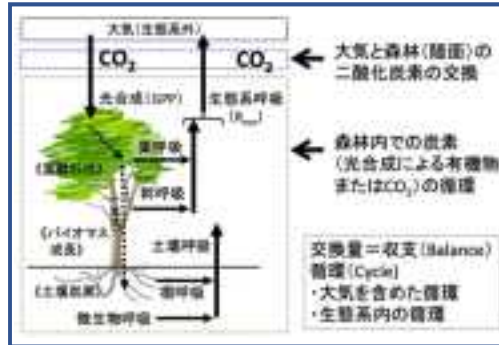 大気(生態系外)
CO2
CO2
光合成(GPP)
生態系呼吸
葉呼吸
幹呼吸
(バイオマス
成長)
土壌呼吸
(土壌炭素)
根呼吸
微生物呼吸
大気と森林(陸面)の
二酸化炭素の交換
森林内での炭素
(光合成による有機物
またはCO2)の循環
交換量=収支(Balance)
循環(Cycle)
・大気を含めた循環
・生態系内の循環